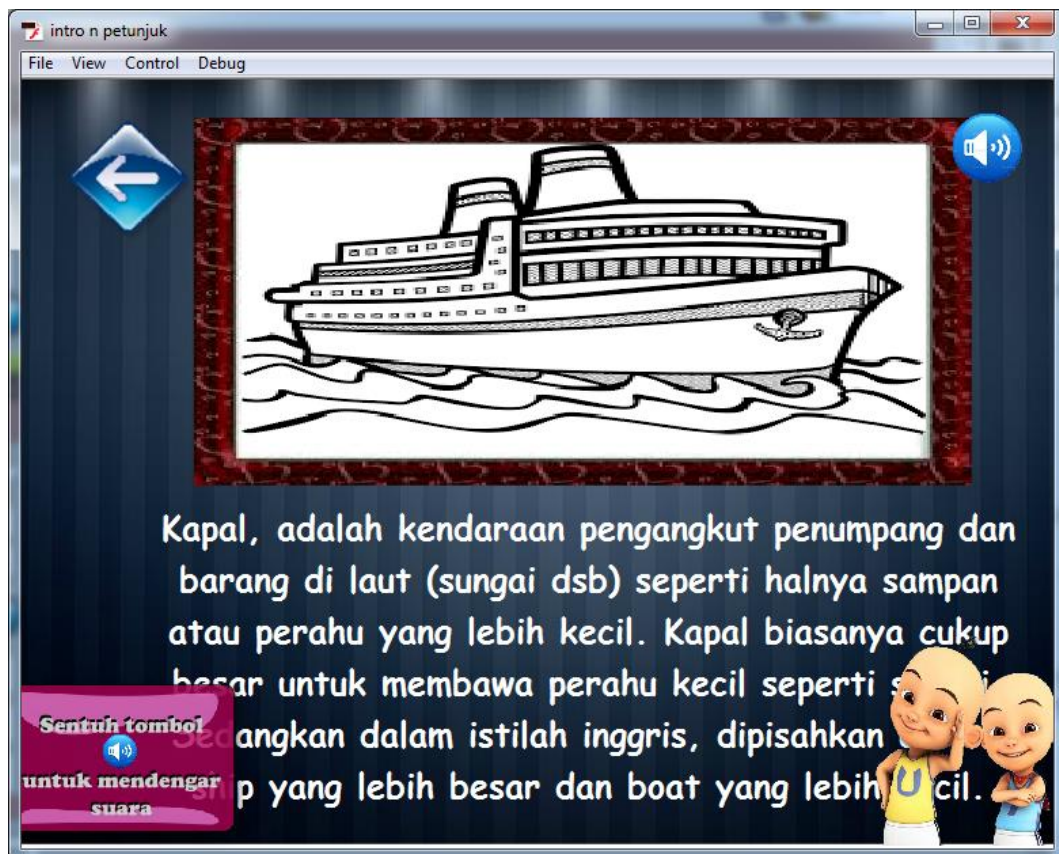 intro n petunjuk
File View Control Debug
Kapal, adalah kendaraan pengangkut penumpang dan
barang di laut (sungai dsb) seperti halnya sampan
atau perahu yang lebih kecil. Kapal biasanya cukup
besar untuk membawa perahu kecil seperti
Sedangkan dalam istilah inggris, dipisahkan
ship yang lebih besar dan boat yang lebih
Sentuh tombol
untuk mendengar
suara
U